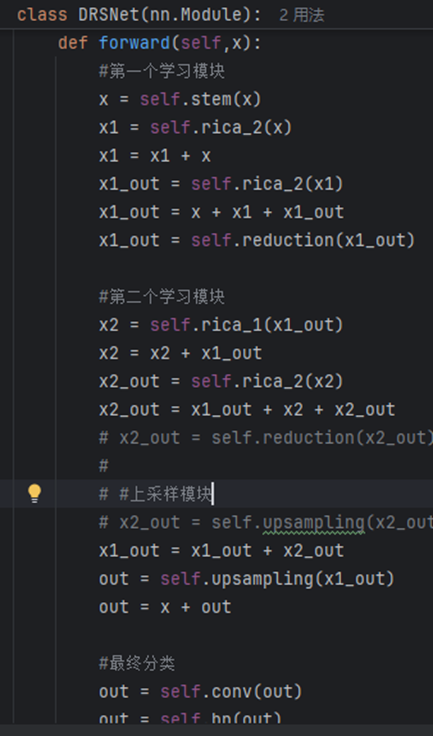 class DRSNet(nn.Module): 2 用法
def forward(self,x):
#第一个学习模块
x = self.stem(x)
x1 = self.rica_2(x)
x1 = x1 + x
x1_out = self.rica_2(x1)
x1_out = x + x1 + x1_out
x1_out = self.reduction(x1_out)
#第二个学习模块
x2 = self.rica_1(x1_out)
x2 = x2 + x1_out
x2_out = self.rica_2(x2)
x2_out = x1_out + x2 + x2_out
# x2_out = self.reduction(x2_out)
#
# #上采样模块
# x2_out = self.upsampling(x2_out
x1_out = x1_out + x2_out
out = self.upsampling(x1_out)
out = x + out
#最终分类
out = self.conv(out)
out = self.bn(out)